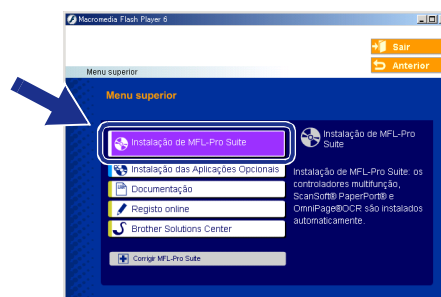 Macromedia Flash Player 6
Sair
Anterior
Menu superior
Menu superior
Instalação de MFL-Pro Suite
Instalação das Aplicações Opcionais
Documentação
Registo online
Brother Solutions Center
Corrigir MFL-Pro Suite
Instalação de MFL-Pro
Suite
Instalação de MFL-Pro Suite: os
controladores multifunção,
ScanSoft® PaperPort® e
OmniPage®OCR são instalados
automaticamente.